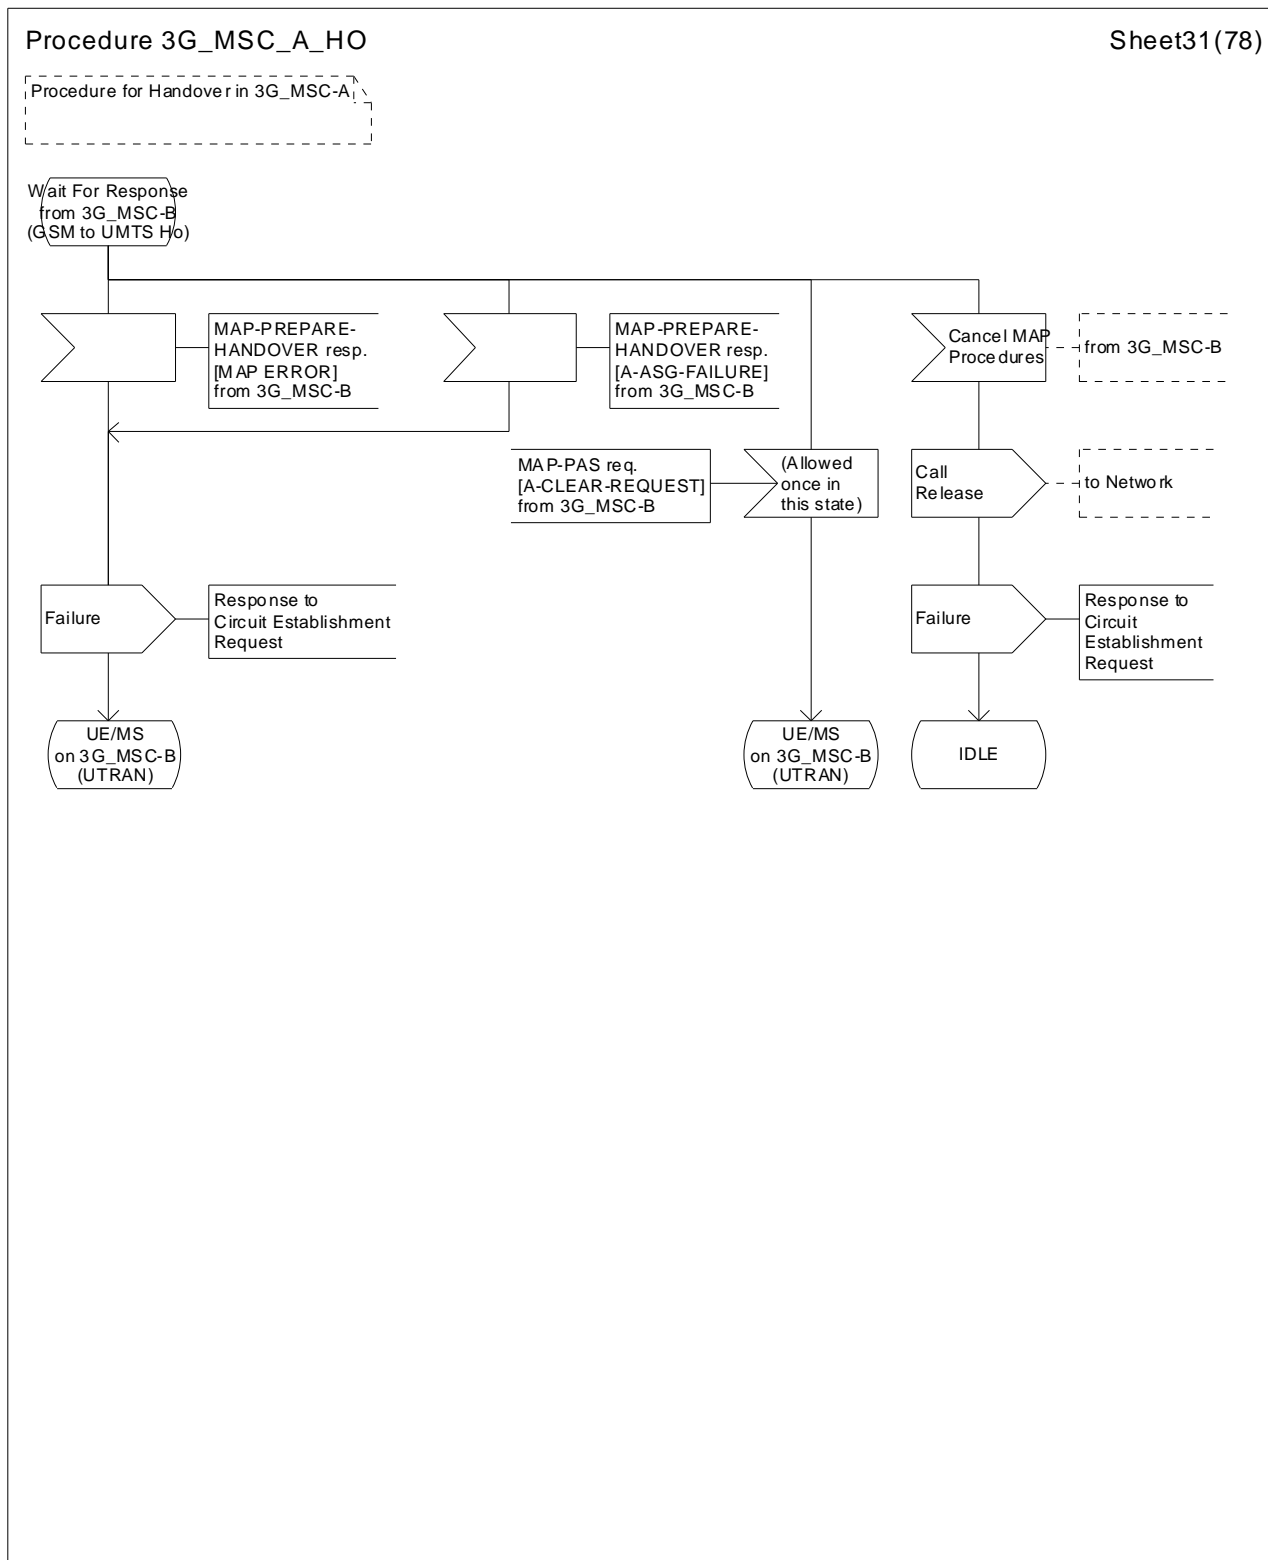 Procedure 3G_MSC_A_HO
Sheet31(78)
Procedure for Handover in 3G_MSC-A
Wait For Response
from 3G_MSC-B
(GSM to UMTS Ho)
MAP-PREPARE-
HANDOVER resp.
[MAP ERROR]
from 3G_MSC-B
MAP-PREPARE-
HANDOVER resp.
[A-ASG-FAILURE]
from 3G_MSC-B
Cancel MAP
Procedures
from 3G_MSC-B
MAP-PAS req.
[A-CLEAR-REQUEST]
from 3G_MSC-B
(Allowed
once in
this state)
Call
Release
to Network
Failure
Response to
Circuit Establishment
Request
Failure
Response to
Circuit
Establishment
Request
UE/MS
on 3G_MSC-B
(UTRAN)
UE/MS
on 3G_MSC-B
(UTRAN)
IDLE